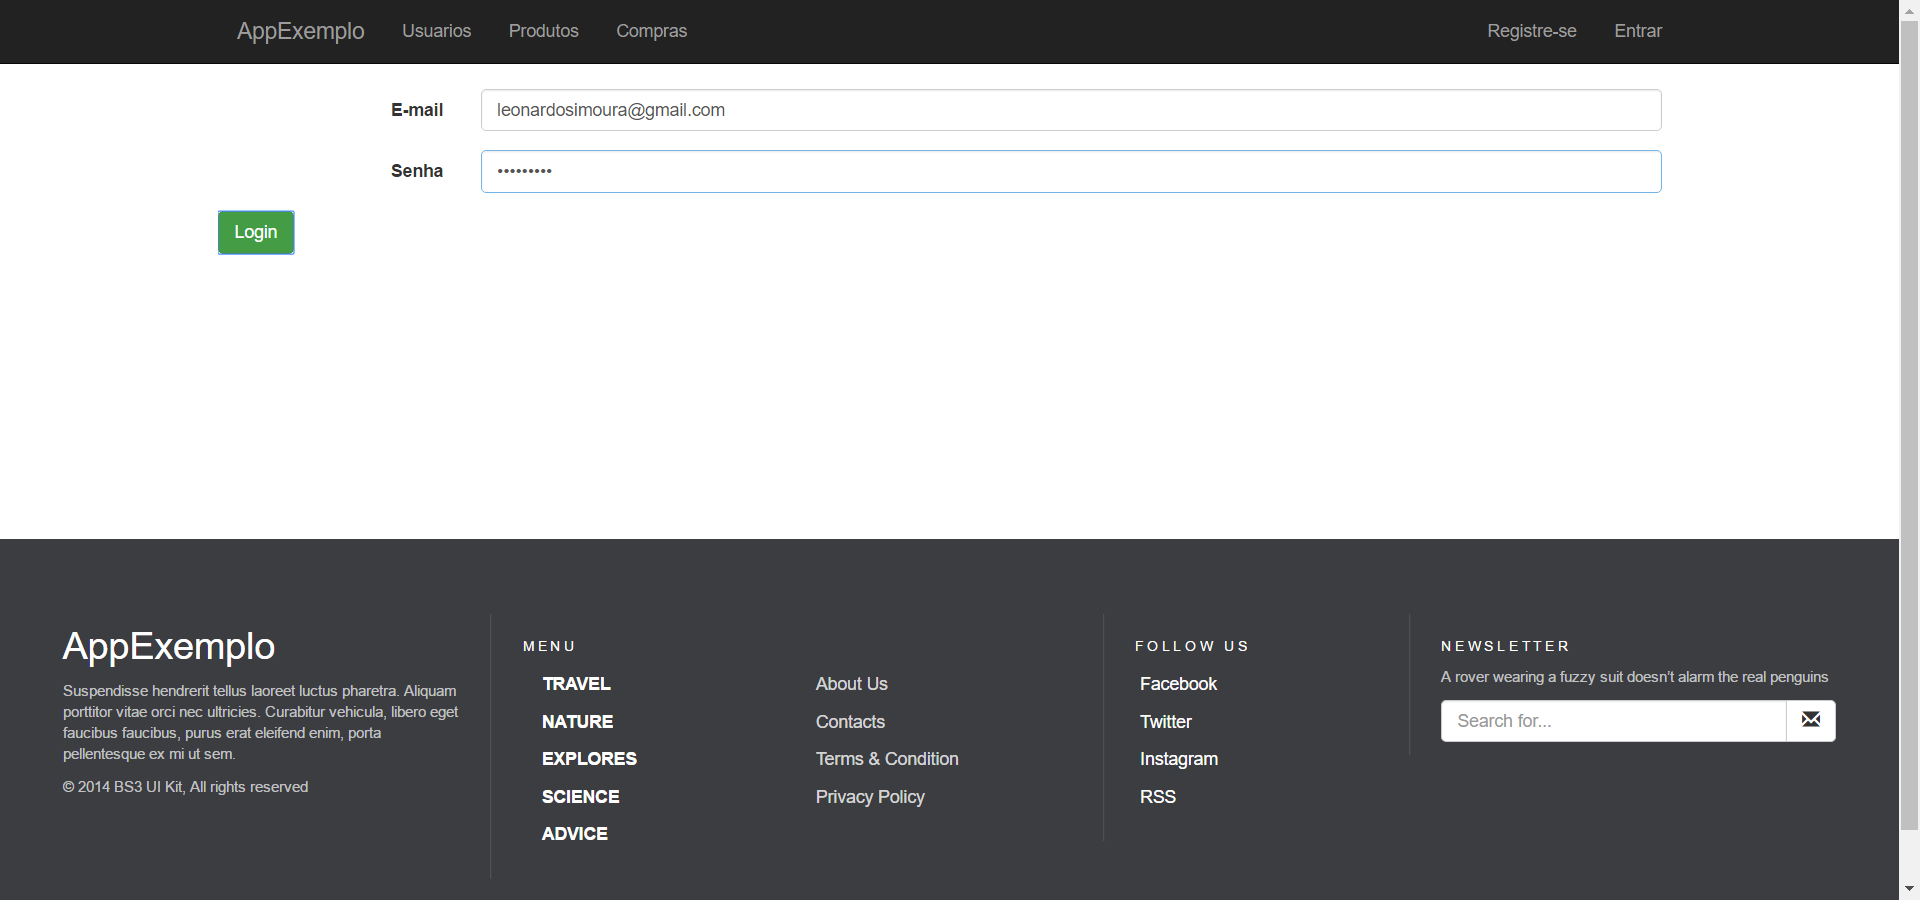 AppExemplo Usuarios Produtos Compras Registre-se Entrar
E-mail leonardosimoura@gmail.com
Senha •••••••••
Login
AppExemplo
Suspendisse hendrerit tellus laoreet luctus pharetra. Aliquam
porttitor vitae orci nec ultricies. Curabitur vehicula, libero eget
faucibus faucibus, purus erat eleifend enim, porta
pellentesque ex mi ut sem.
© 2014 BS3 UI Kit, All rights reserved
MENU
TRAVEL
NATURE
EXPLORES
SCIENCE
ADVICE
About Us
Contacts
Terms & Condition
Privacy Policy
FOLLOW US
Facebook
Twitter
Instagram
RSS
NEWSLETTER
A rover wearing a fuzzy suit doesn’t alarm the real penguins
Search for...